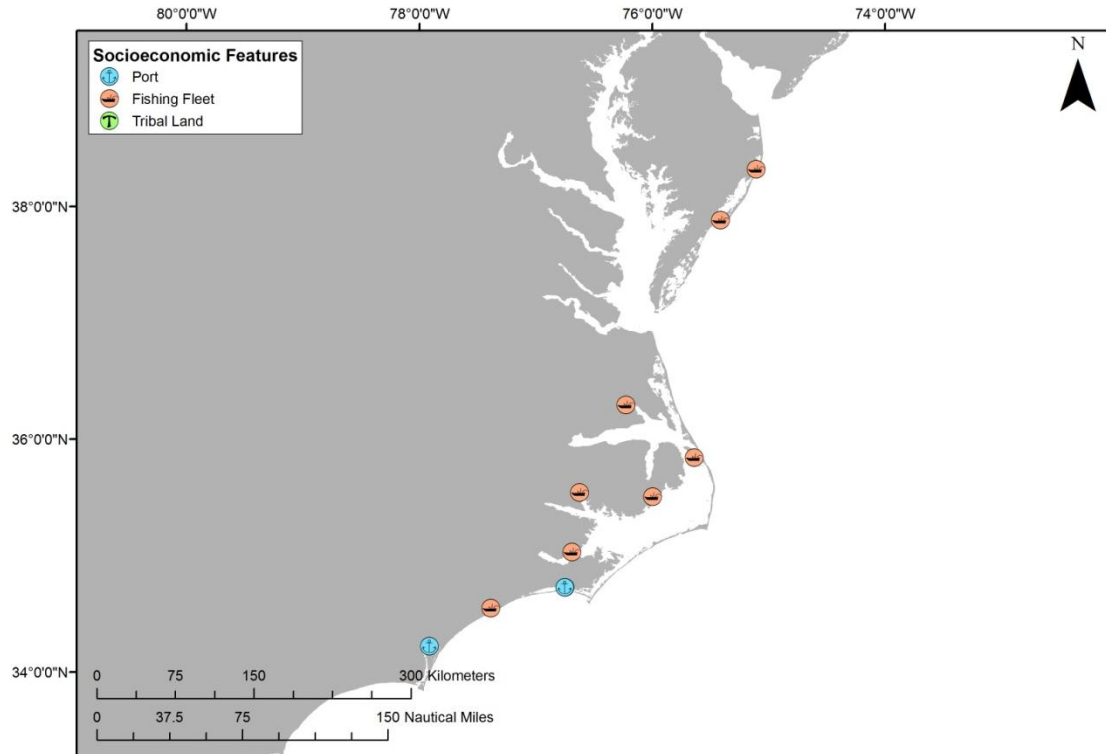 80°0'0"W 78°0'0"W 76°0'0"W 74°0'0"W
N
Socioeconomic Features
Port
Fishing Fleet
Tribal Land
38°0'0"N
36°0'0"N
34°0'0"N
0 75 150 300 Kilometers
0 37.5 75 150 Nautical Miles